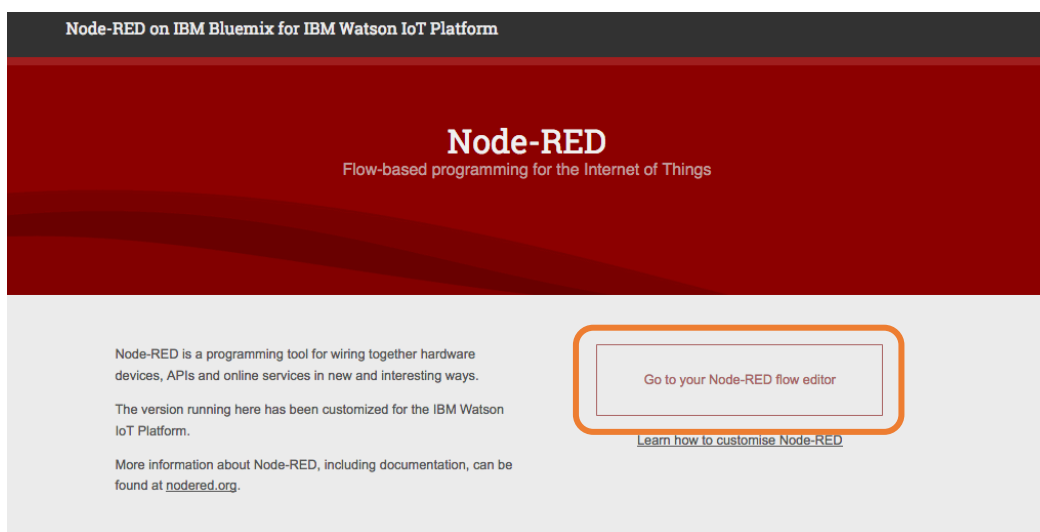 Node-RED on IBM Bluemix for IBM Watson IoT Platform
Node-RED
Flow-based programming for the Internet of Things
Node-RED is a programming tool for wiring together hardware
devices, APIs and online services in new and interesting ways.
The version running here has been customized for the IBM Watson
IoT Platform.
More information about Node-RED, including documentation, can be
found at nodered.org.
Go to your Node-RED flow editor
Learn how to customise Node-RED